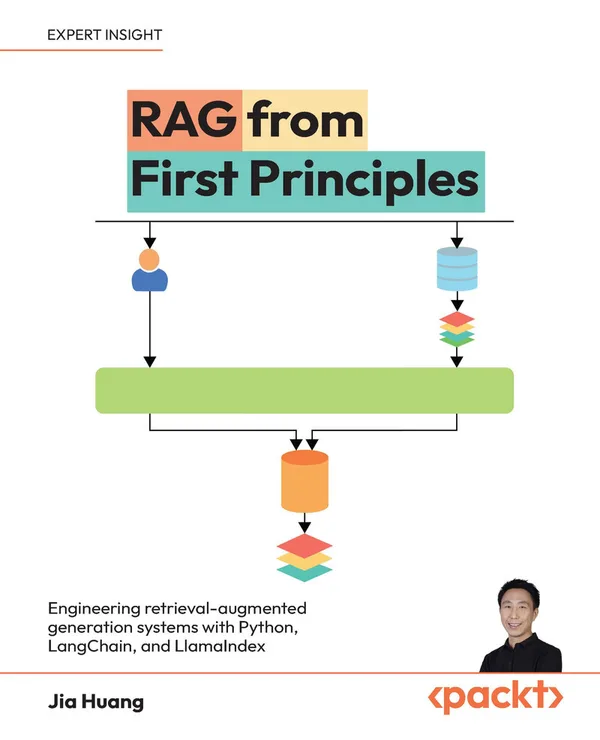 EXPERT INSIGHT
RAG from
First Principles
Engineering retrieval-augmented
generation systems with Python,
LangChain, and LlamaIndex
Jia Huang
<packt>